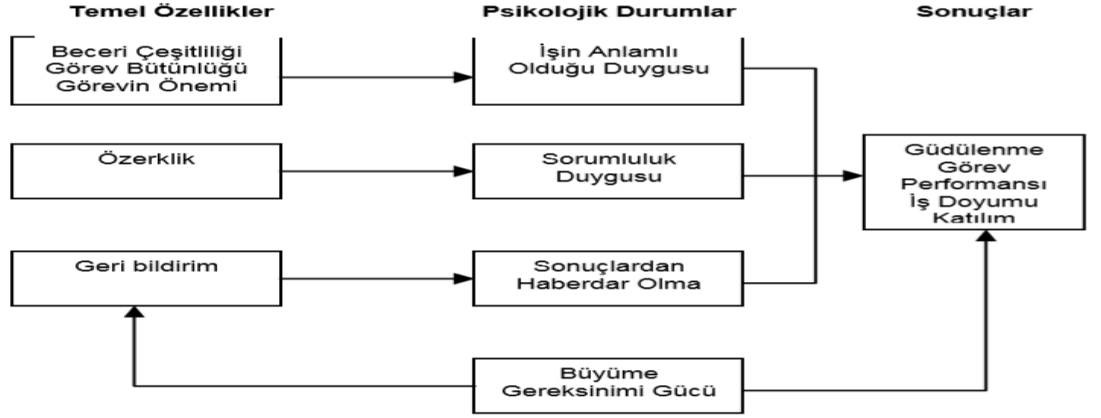 Temel Özellikler
Psikolojik Durumlar
Sonuçlar
Beceri Çeşitliliği
Görev Bütünlüğü
Görevin Önemi
İşin Anlamlı
Olduğu Duygusu
Özerklik
Sorumluluk
Duygusu
Güdülenme
Görev
Performansı
İş Doyumu
Katılım
Geri bildirim
Sonuçlardan
Haberdar Olma
Büyüme
Gereksinimi Gücü